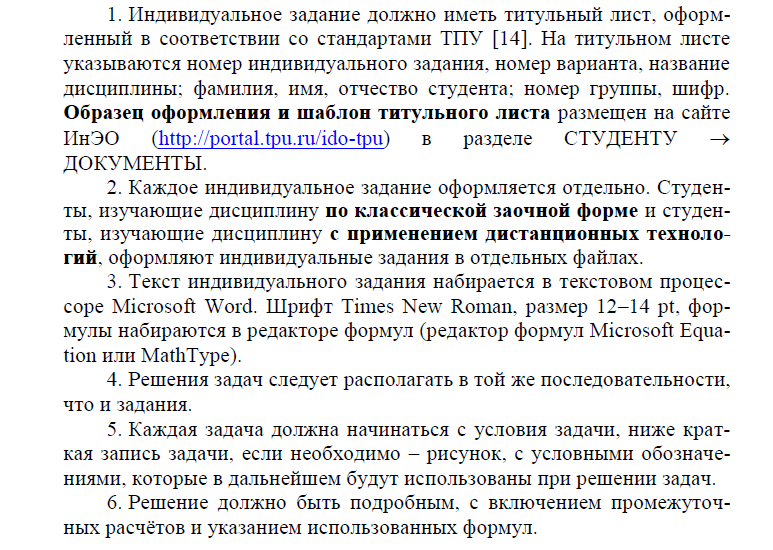 1. Индивидуальное задание должно иметь титульный лист, оформ-
ленный в соответствии со стандартами ТПУ [14]. На титульном листе
указываются номер индивидуального задания, номер варианта, название
дисциплины; фамилия, имя, отчество студента; номер группы, шифр.
Образец оформления и шаблон титульного листа размещен на сайте
ИнЭО (http://portal.tpu.ru/ido-tpu) в разделе СТУДЕНТУ →
ДОКУМЕНТЫ.
2. Каждое индивидуальное задание оформляется отдельно. Студен-
ты, изучающие дисциплину по классической заочной форме и студен-
ты, изучающие дисциплину с применением дистанционных техноло-
гий, оформляют индивидуальные задания в отдельных файлах.
3. Текст индивидуального задания набирается в текстовом процес-
соре Microsoft Word. Шрифт Times New Roman, размер 12–14 pt, фор-
мулы набираются в редакторе формул (редактор формул Microsoft Equa-
tion или MathType).
4. Решения задач следует располагать в той же последовательности,
что и задания.
5. Каждая задача должна начинаться с условия задачи, ниже крат-
кая запись задачи, если необходимо – рисунок, с условными обозначе-
ниями, которые в дальнейшем будут использованы при решении задач.
6. Решение должно быть подробным, с включением промежуточ-
ных расчётов и указанием использованных формул.